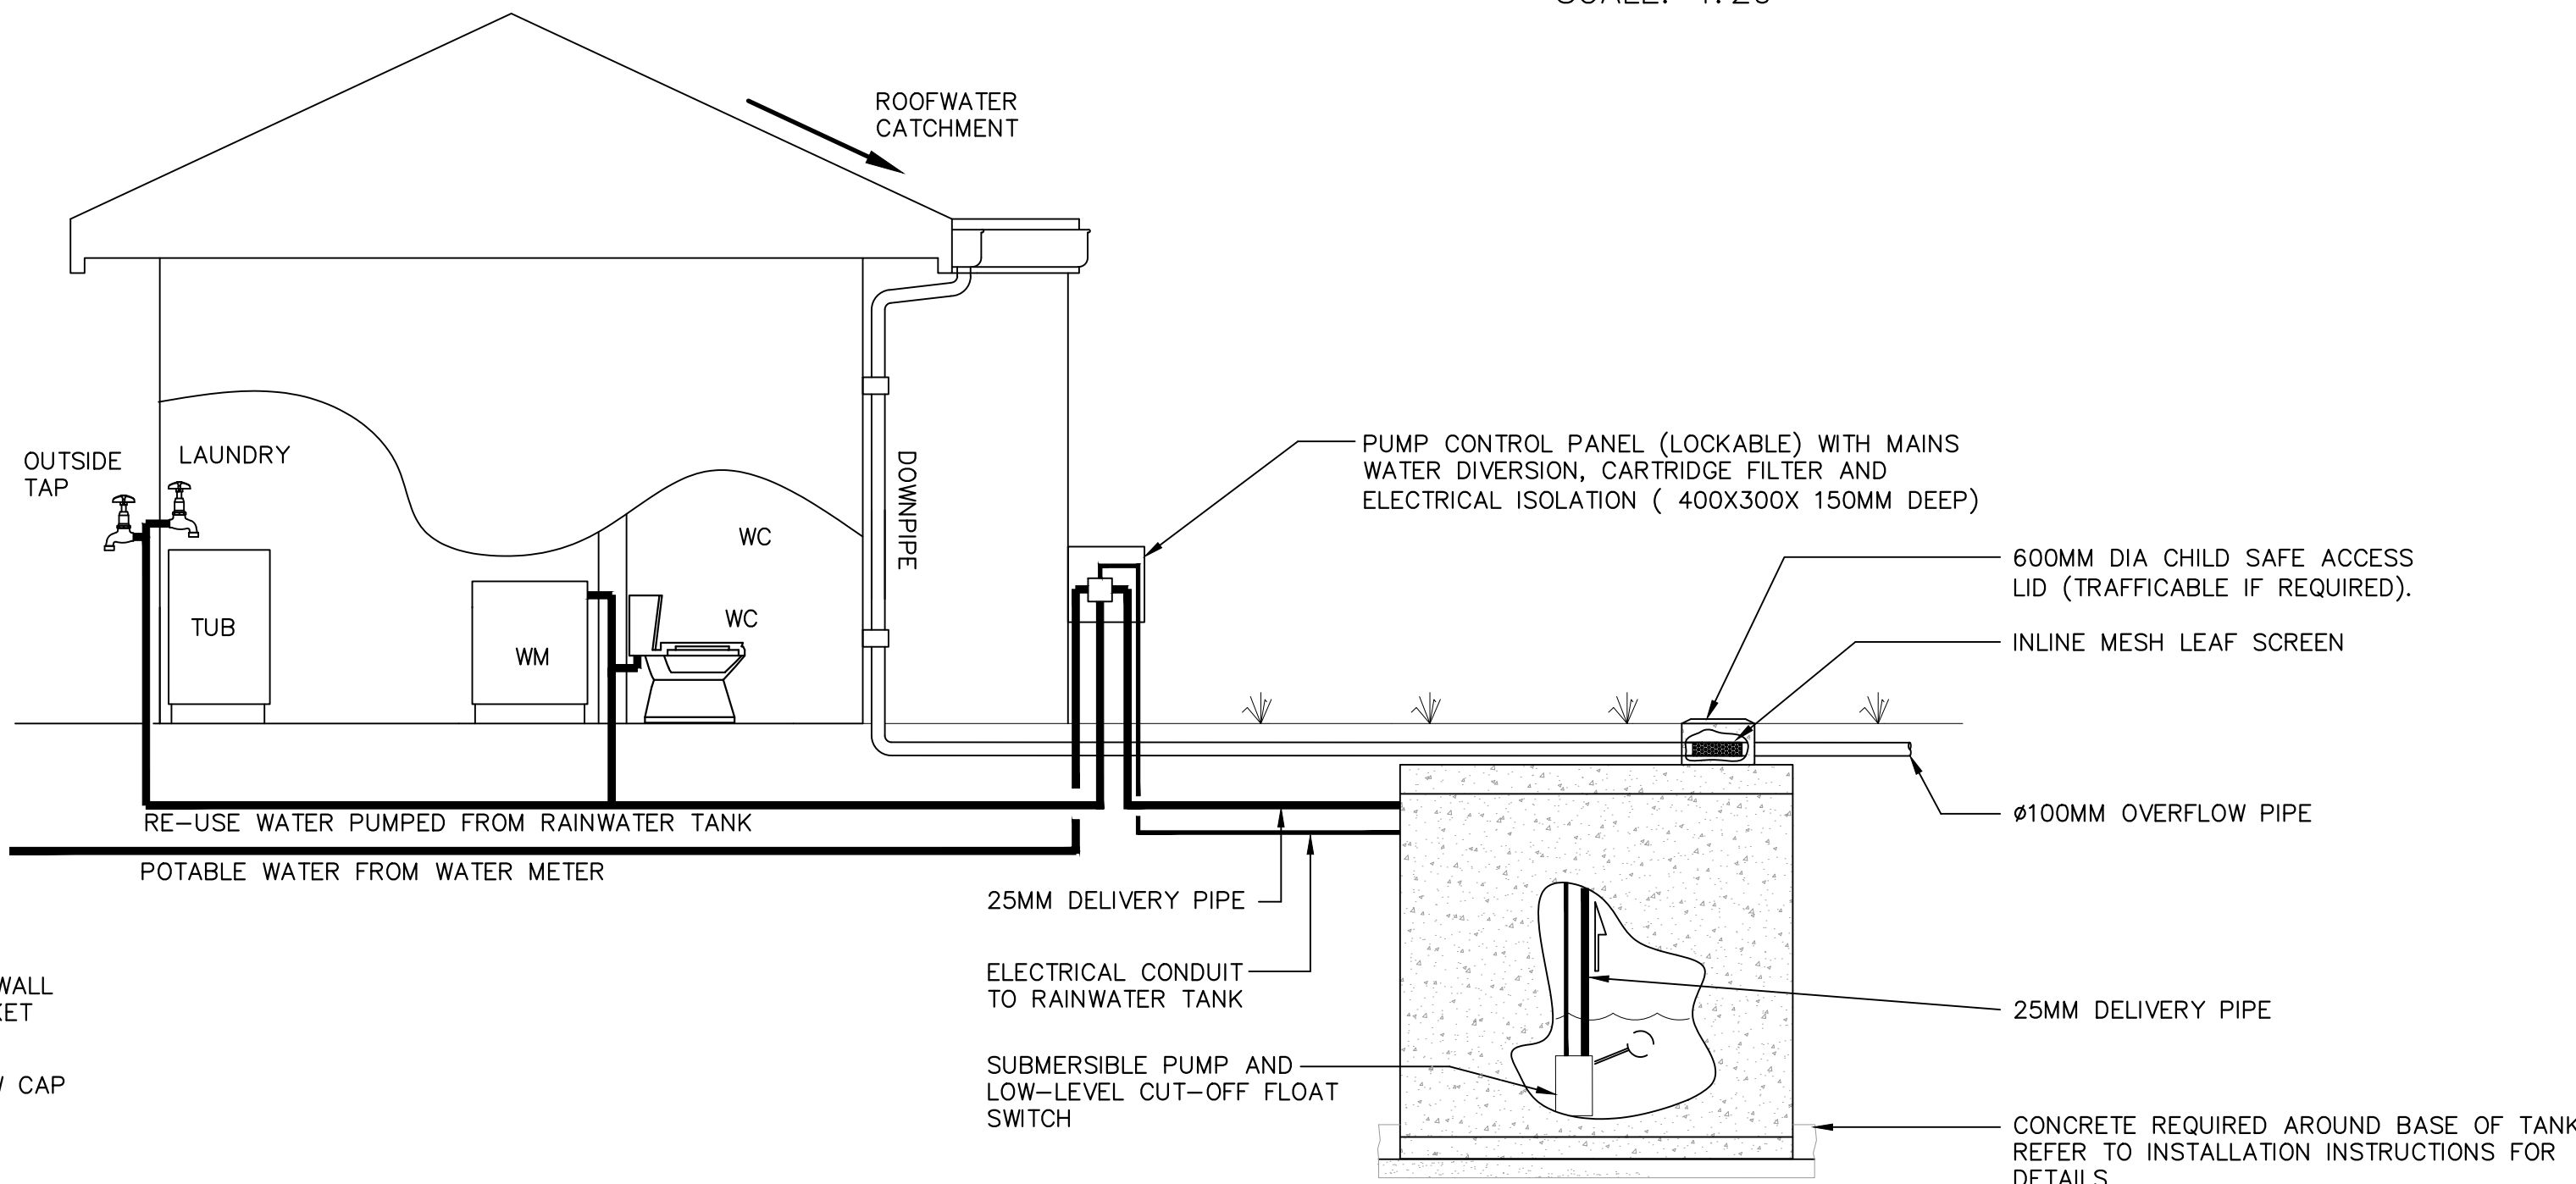 ROOFWATER
CATCHMENT
OUTSIDE
TAP
LAUNDRY
DOWNPIPE
PUMP CONTROL PANEL (LOCKABLE) WITH MAINS
WATER DIVERSION, CARTRIDGE FILTER AND
ELECTRICAL ISOLATION ( 400X300X 150MM DEEP)
WC
600MM DIA CHILD SAFE ACCESS
LID (TRAFFICABLE IF REQUIRED).
TUB
WM
WC
INLINE MESH LEAF SCREEN
RE-USE WATER PUMPED FROM RAINWATER TANK
POTABLE WATER FROM WATER METER
ø100MM OVERFLOW PIPE
25MM DELIVERY PIPE
ELECTRICAL CONDUIT
TO RAINWATER TANK
WALL
25MM DELIVERY PIPE
SUBMERSIBLE PUMP AND
LOW-LEVEL CUT-OFF FLOAT
SWITCH
CAP
CONCRETE REQUIRED AROUND BASE OF TANK
REFER TO INSTALLATION INSTRUCTIONS FOR
DETAILS